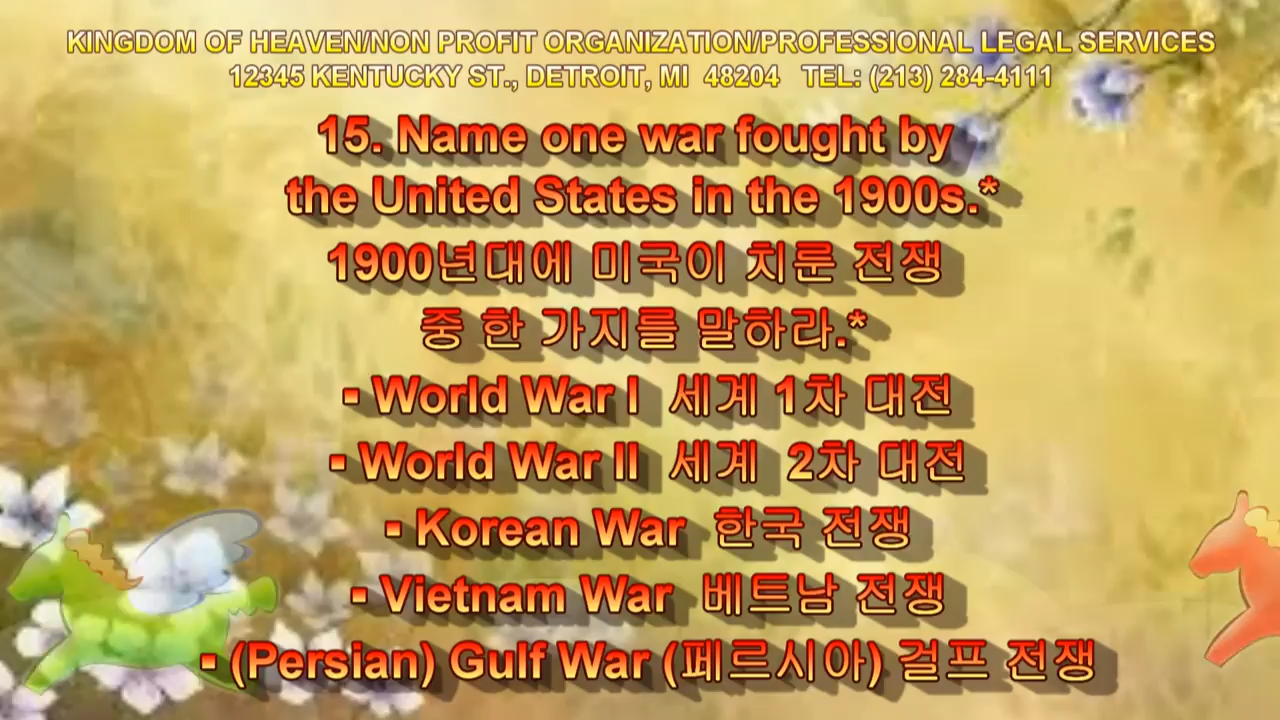 KINGDOM OF HEAVEN/NON PROFIT ORGANIZATION/PROFESSIONAL LEGAL SERVICES
12345 KENTUCKY ST., DETROIT, MI 48204 TEL: (213) 284-4111
15. Name one war fought by
the United States in the 1900s.*
1900년대에 미국이 치룬 전쟁
중 한 가지를 말하라.*
▪ World War I 세계 1차 대전
▪ World War II 세계 2차 대전
▪ Korean War 한국 전쟁
▪ Vietnam War 베트남 전쟁
▪ (Persian) Gulf War (페르시아) 걸프 전쟁